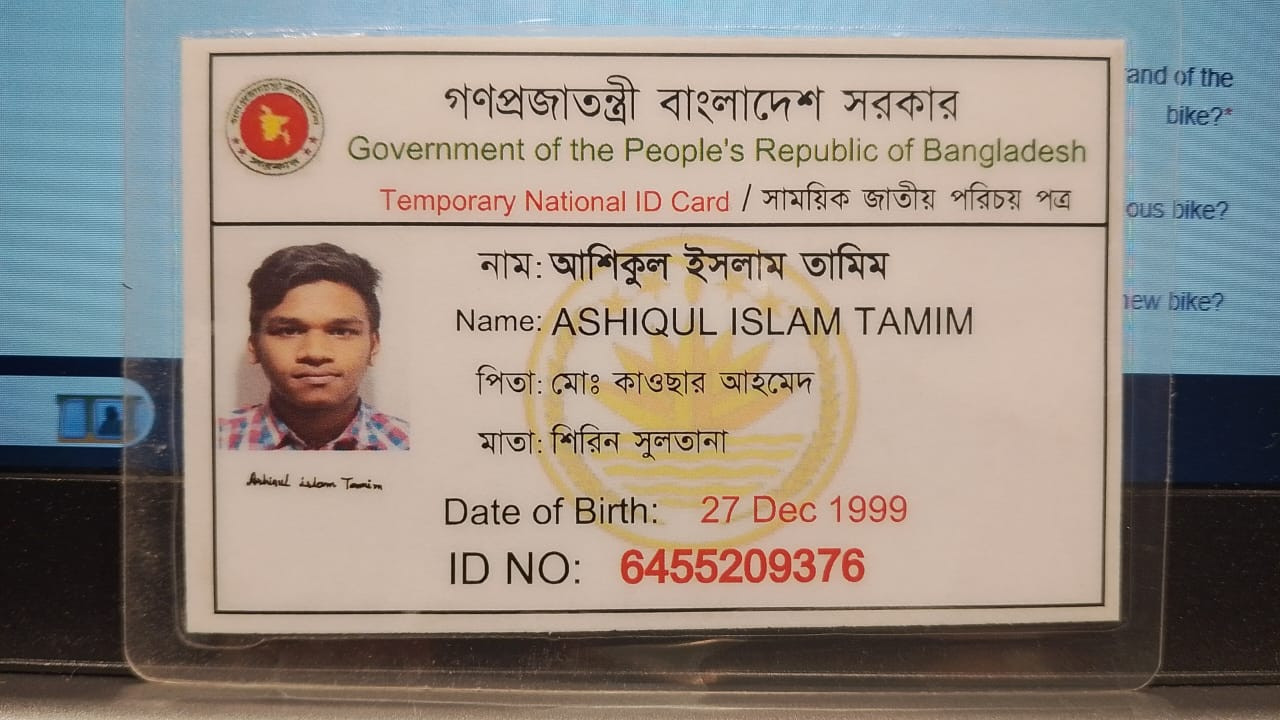 গণপ্রজাতন্ত্রী বাংলাদেশ সরকার
Government of the People's Republic of Bangladesh
Temporary National ID Card / সাময়িক জাতীয় পরিচয় পত্র
নাম: আশিকুল ইসলাম তামিম
Name: ASHIQUL ISLAM TAMIM
পিতা: মোঃ কাওছার আহমেদ
মাতা: শিরিন সুলতানা
Ashiqul islam Tamim
Date of Birth: 27 Dec 1999
ID NO: 6455209376
and of the
bike?*
ous bike?
new bike?